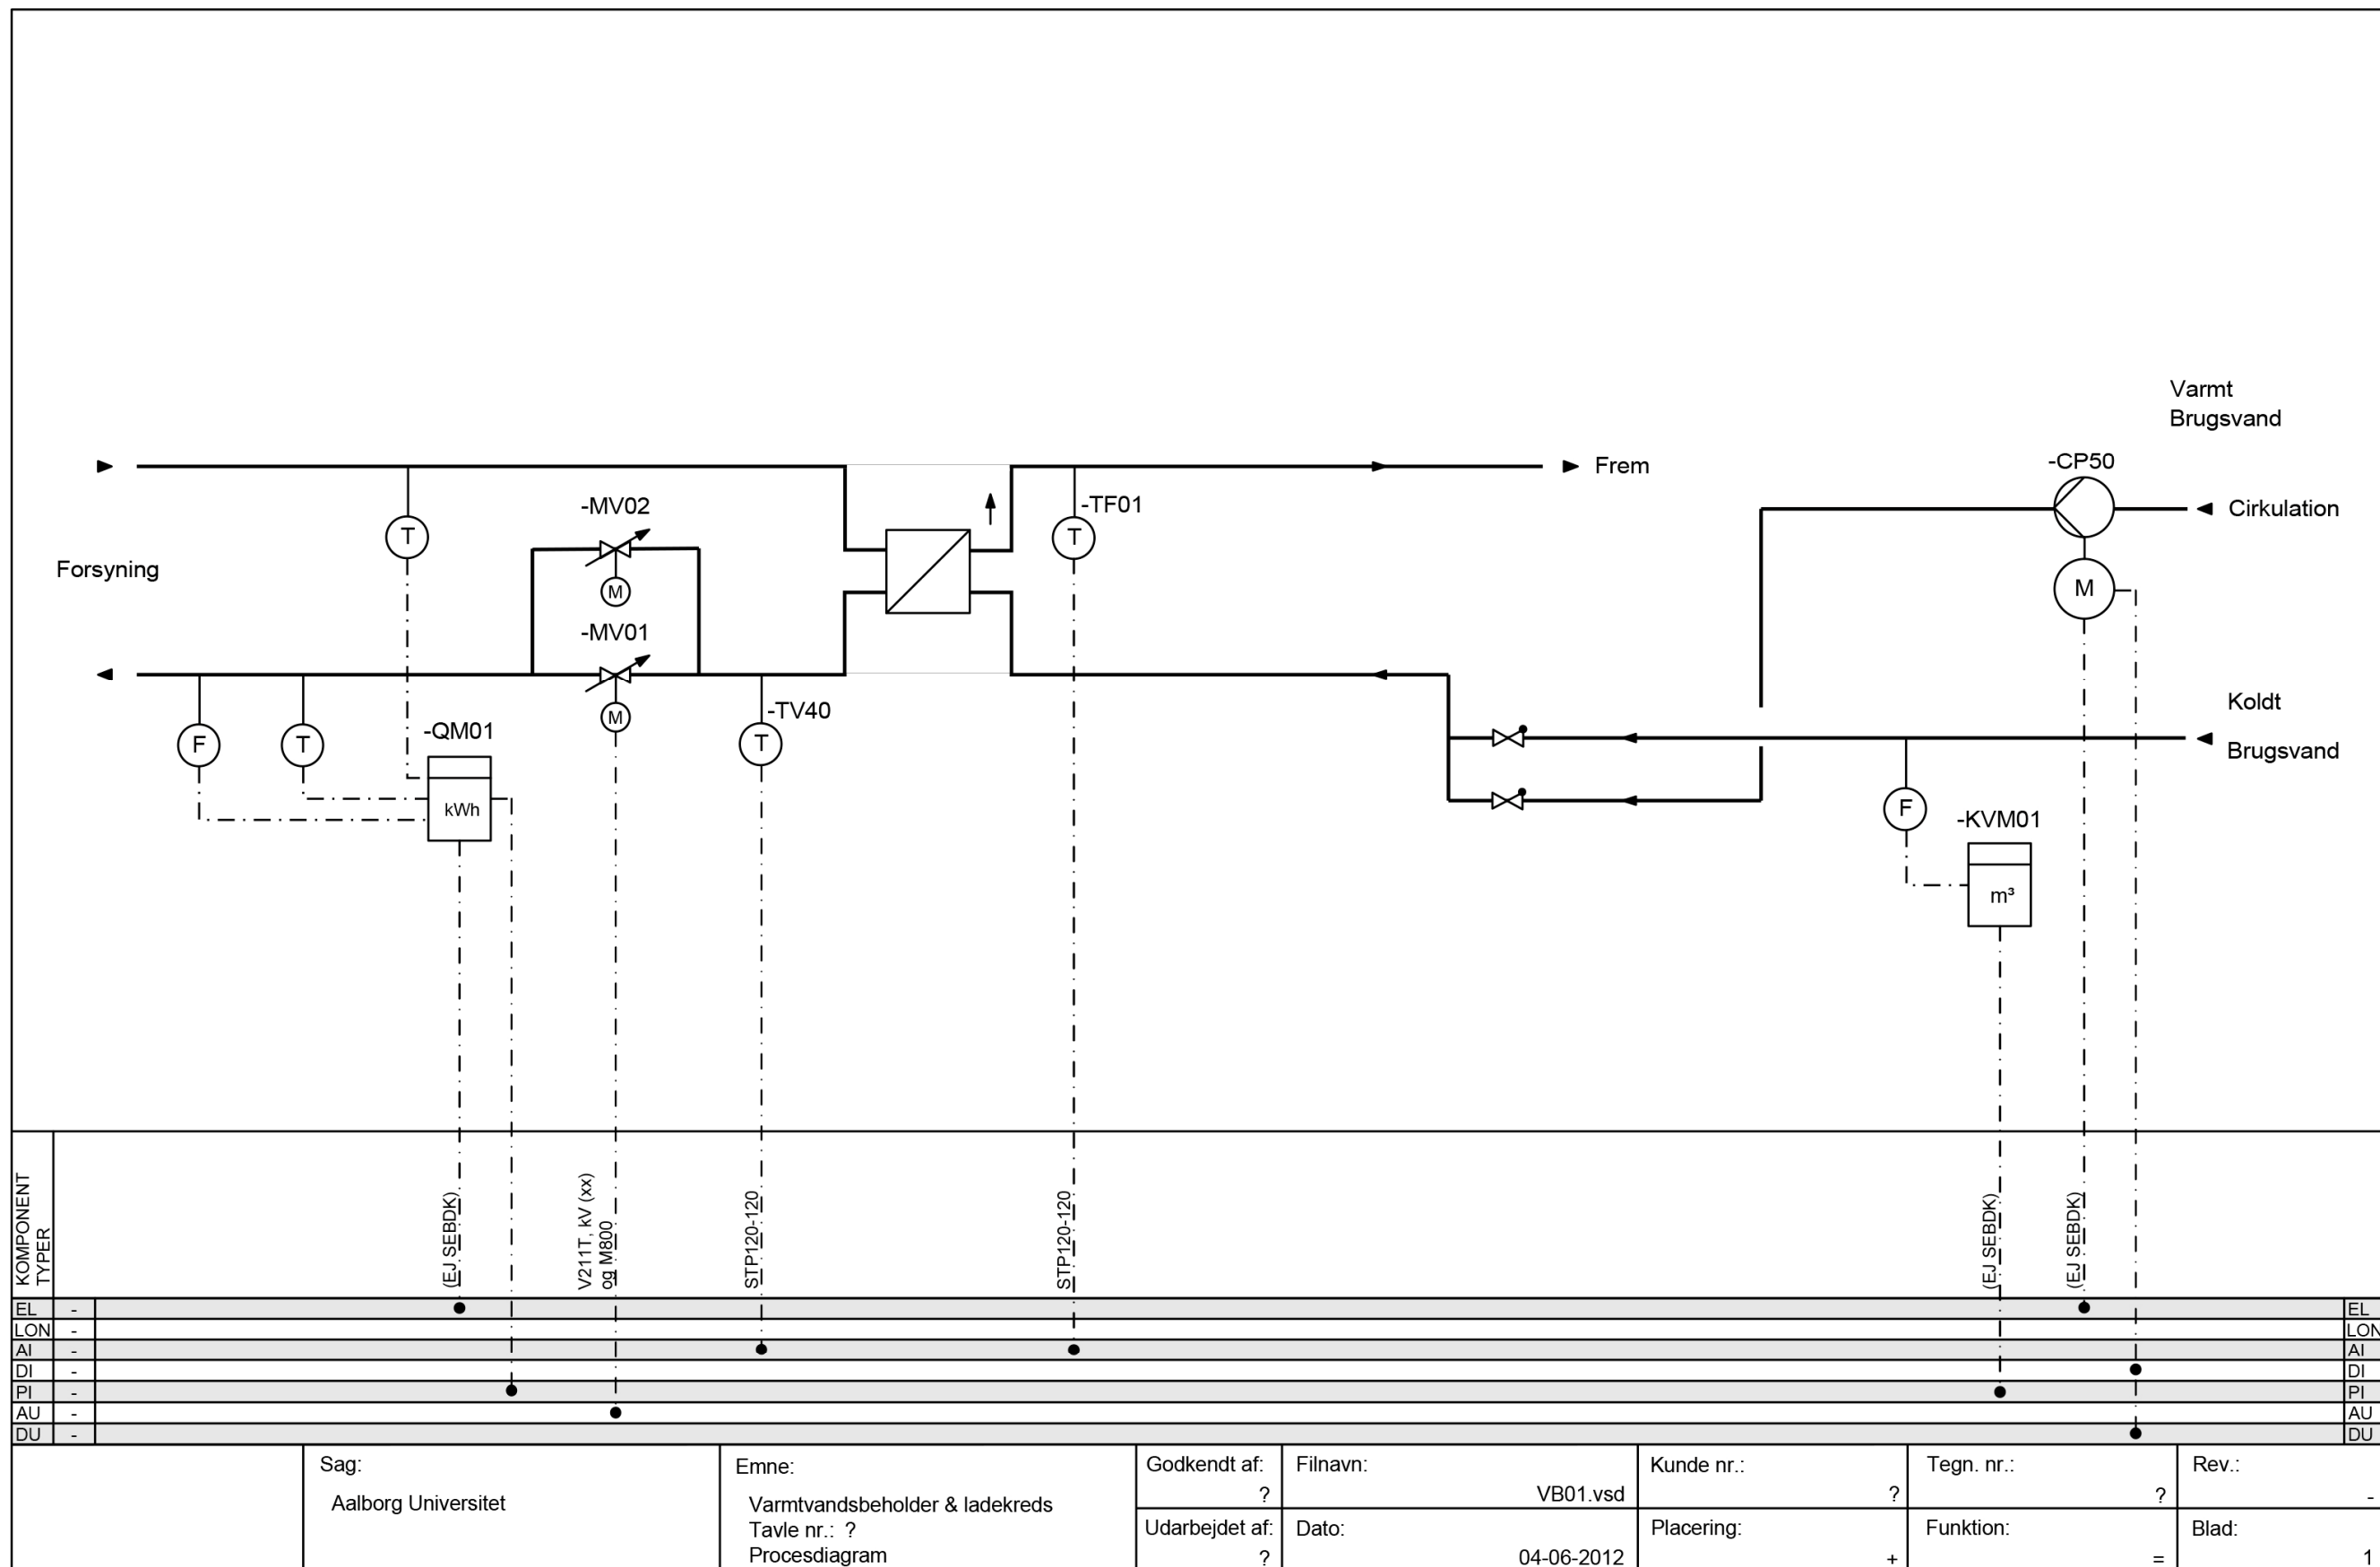 Varmt
Brugsvand
-CP50
Frem
-MV02
-TF01
Cirkulation
T
T
M
M
Forsyning
-MV01
Koldt
-TV40
M
-QM01
F
T
T
Brugsvand
kWh
F
-KVM01
m³
KOMPONENT
TYPER
(EJ SEBDK)
V211T, kV (xx)
og M800
STP120-120
STP120-120
(EJ SEBDK)
(EJ SEBDK)
EL - EL
LON - LON
AI - AI
DI - DI
PI - PI
AU - AU
DU - DU
Sag:
Aalborg Universitet
Emne:
Varmtvandsbeholder & ladekreds
Tavle nr.: ?
Procesdiagram
Godkendt af:
?
Filnavn:
VB01.vsd
Kunde nr.:
?
Tegn. nr.:
?
Rev.:
-
Udarbejdet af:
?
Dato:
04-06-2012
Placering:
+
Funktion:
=
Blad:
1